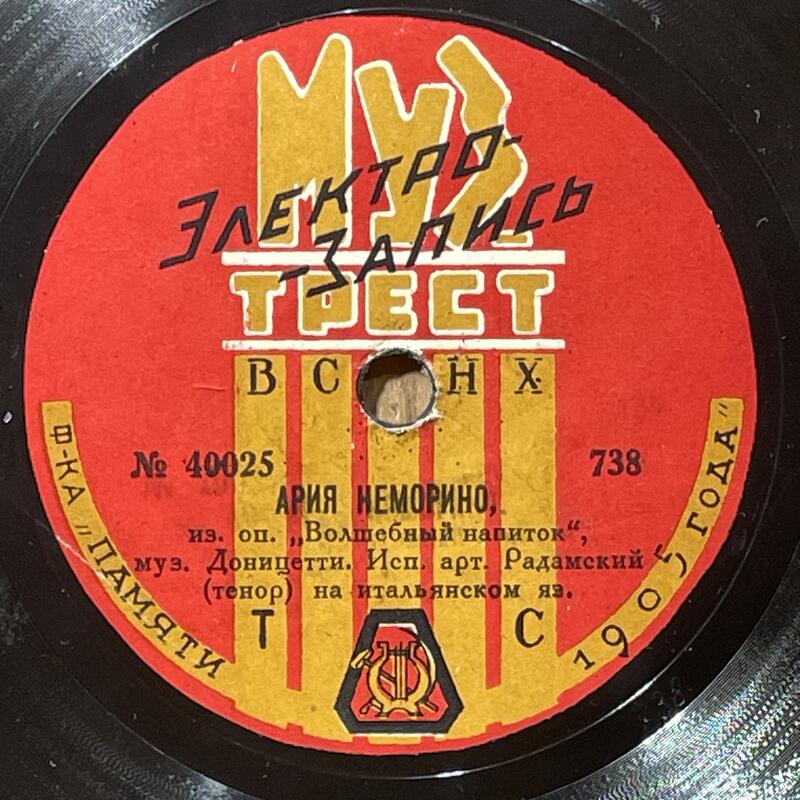 Муз
ЭЛЕКТРО-
-ЗАПИСЬ
ТРЕСТ
В С Н Х
№ 40025 738
АРИЯ НЕМОРИНО,
из. оп. „Волшебный напиток“,
муз. Доницетти. Исп. арт. Радамский
(тенор) на итальянском яз.
Т С
Ф-КА „ПАМЯТИ 1905 ГОДА“